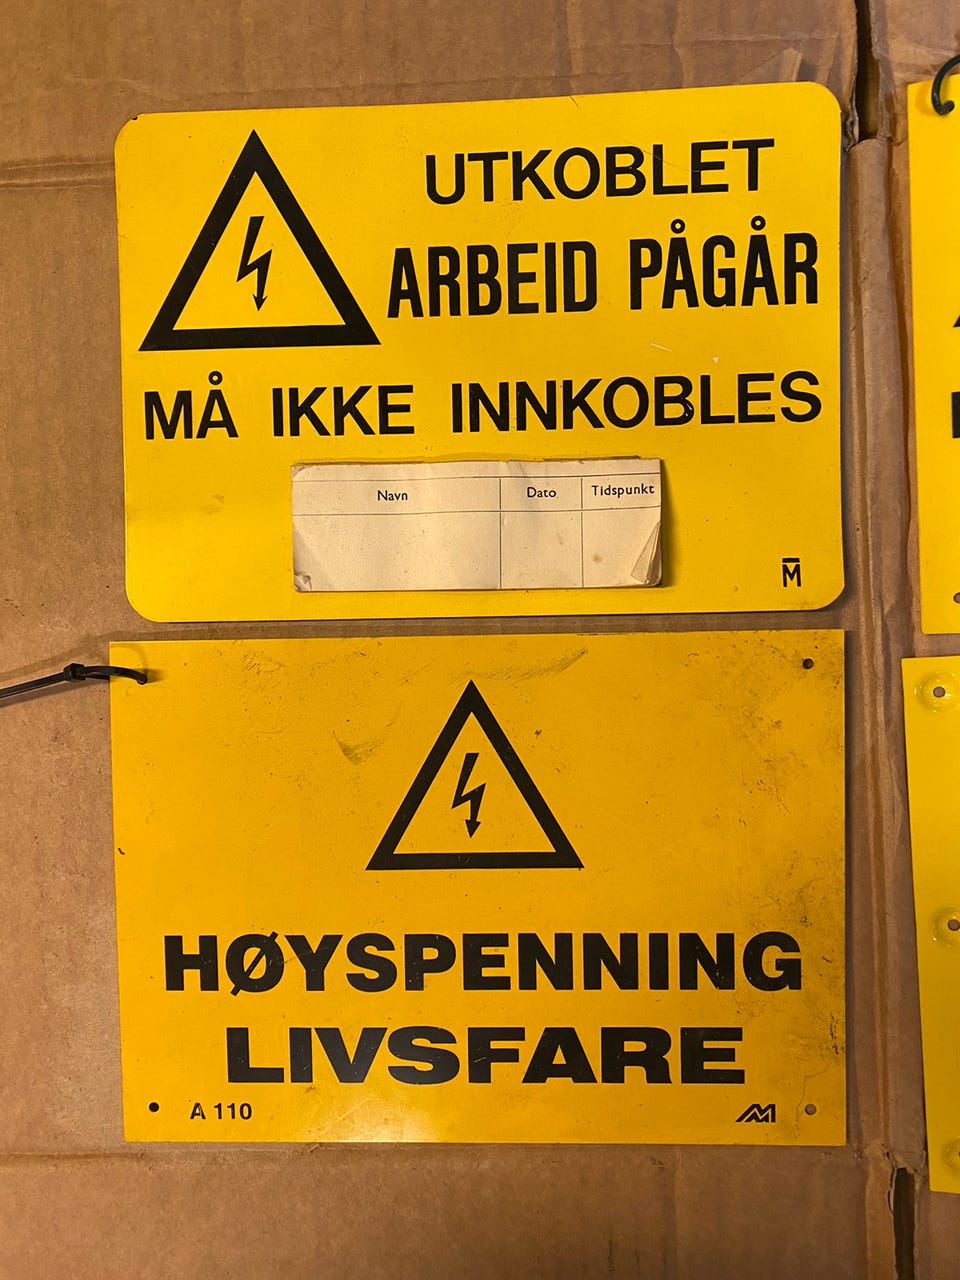 UTKOBLET
ARBEID PÅGÅR
MÅ IKKE INNKOBLES
Navn Dato Tidspunkt
M
HØYSPENNING
LIVSFARE
A 110